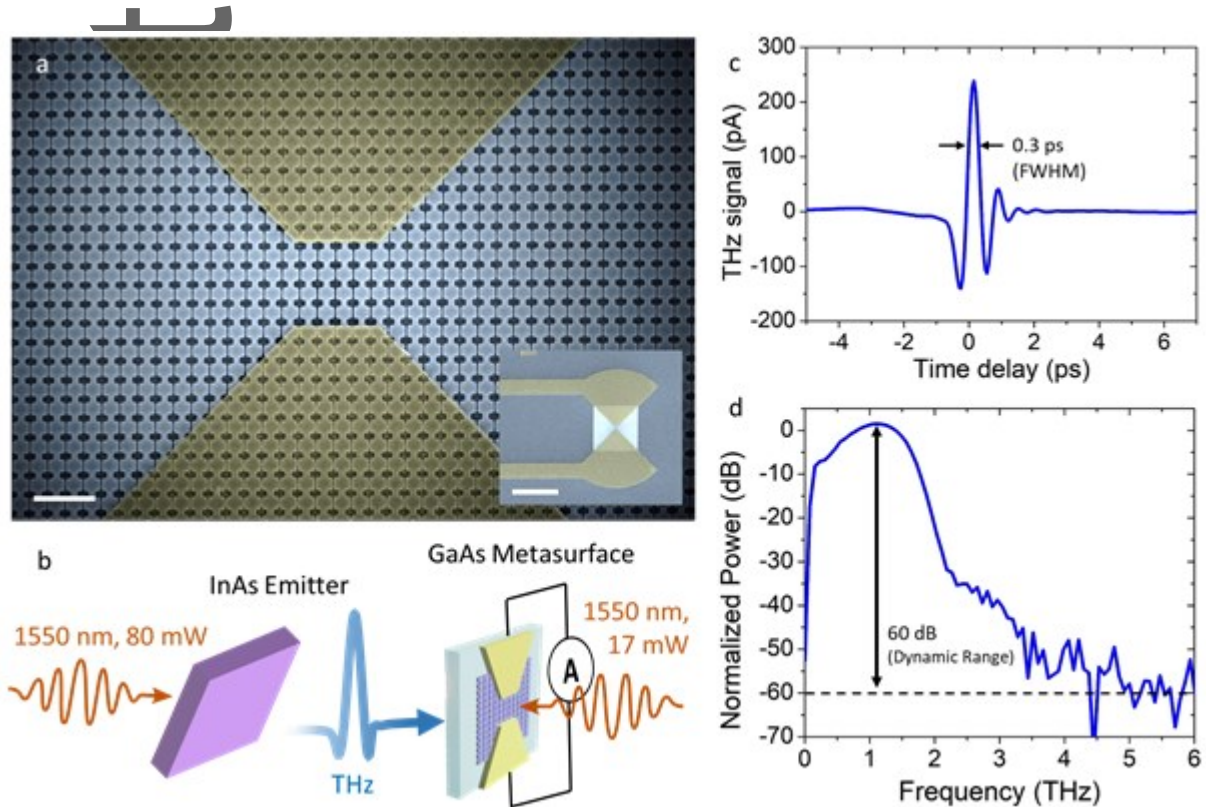 a
b
GaAs Metasurface
InAs Emitter
1550 nm, 80 mW
1550 nm,
17 mW
A
THz
c
THz signal (pA)
300
200
100
0
-100
-200
0.3 ps
(FWHM)
-4 -2 0 2 4 6
Time delay (ps)
d
Normalized Power (dB)
0
-10
-20
-30
-40
-50
-60
-70
60 dB
(Dynamic Range)
0 1 2 3 4 5 6
Frequency (THz)